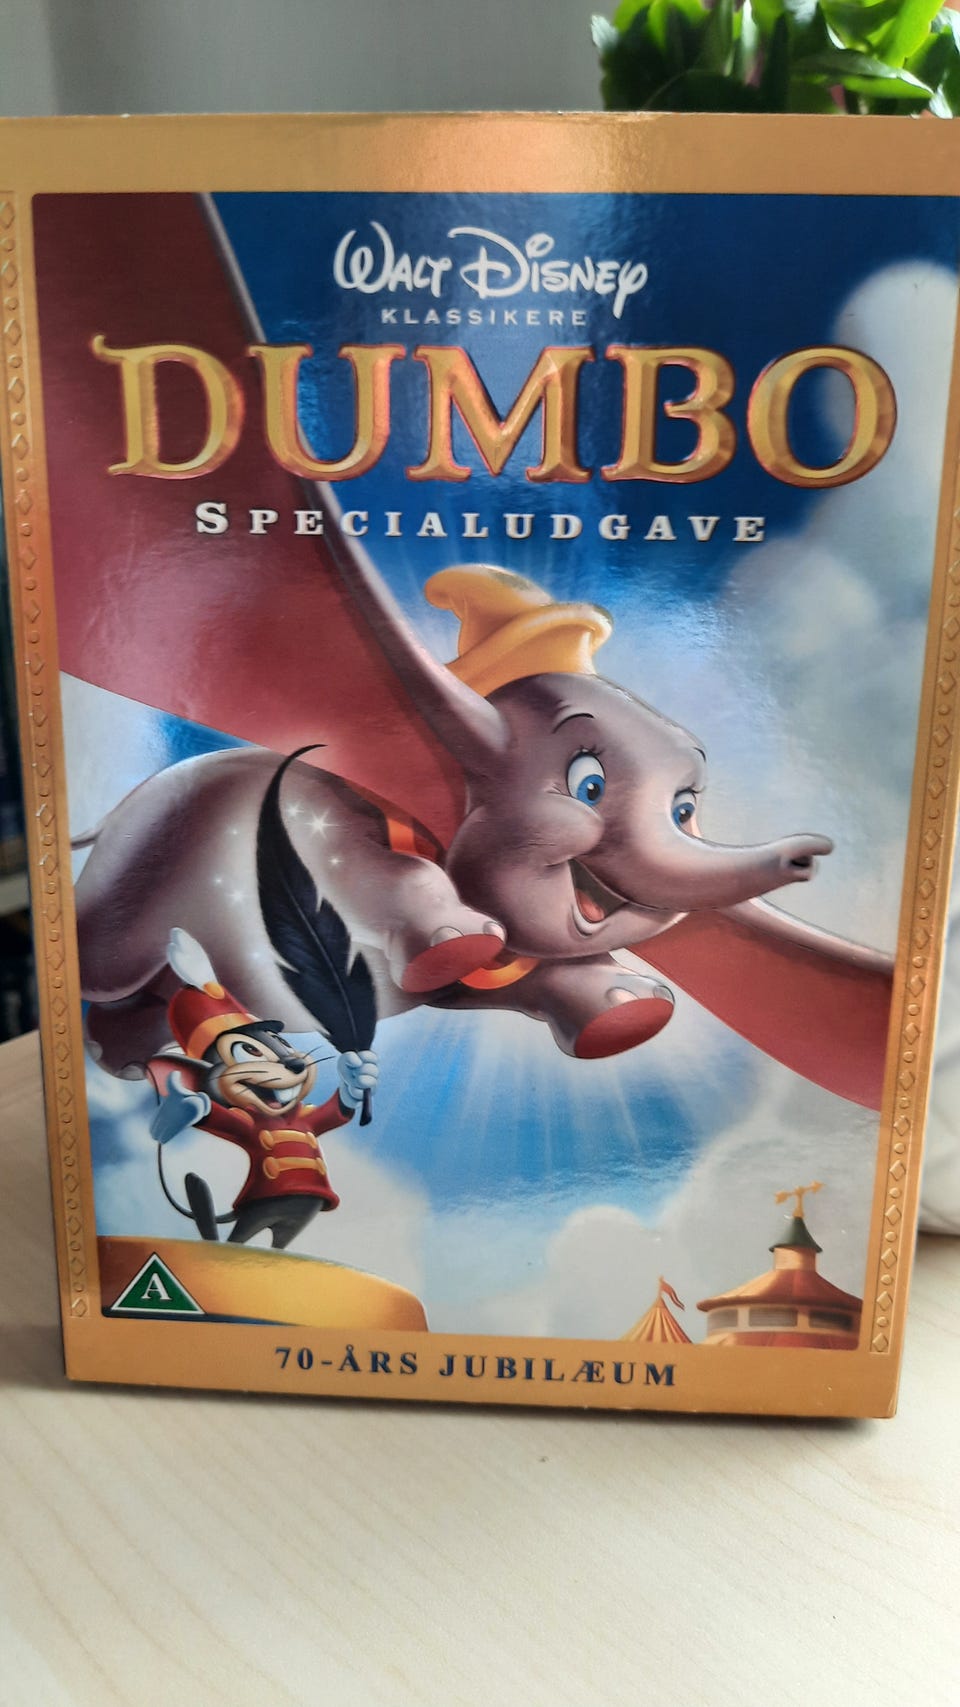 WALT DISNEY
KLASSIKERE
DUMBO
SPECIALUDGAVE
A
70-ÅRS JUBILÆUM